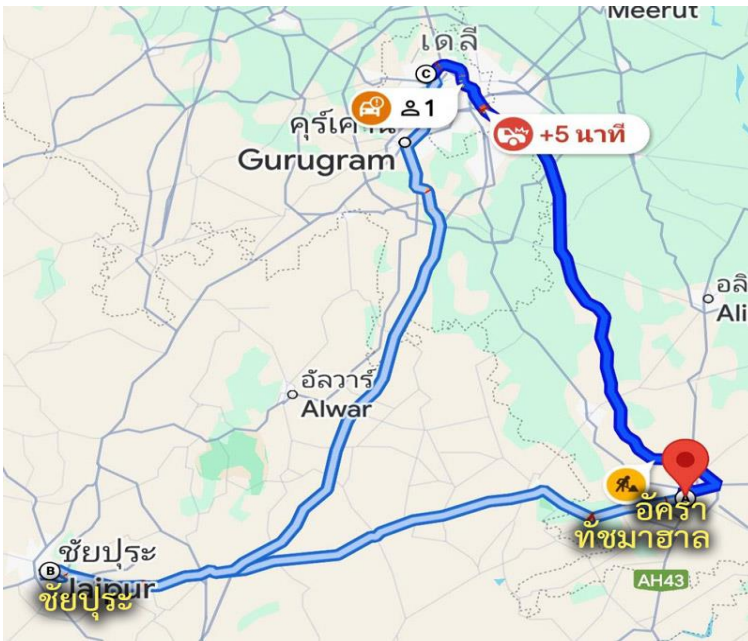 Meerut
เดลี
C
1
คุร์เคาน
Gurugram
+5 นาที
อลี
Ali
อัลวาร์
Alwar
อัครา
ทัชมาฮาล
AH43
ชัยปุระ
B
Jaipur
ชัยปุระ